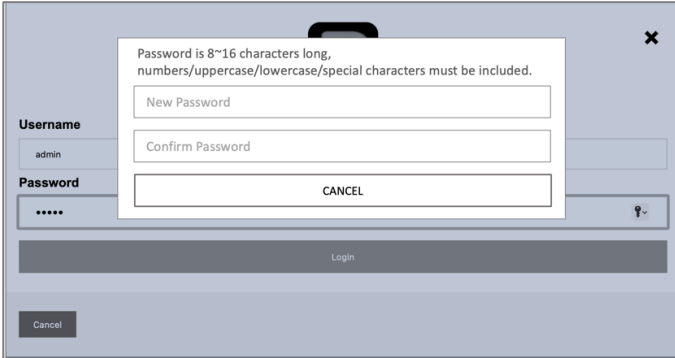 Password is 8~16 characters long,
numbers/uppercase/lowercase/special characters must be included.
New Password
Confirm Password
CANCEL
Username
admin
Password
•••••
Login
Cancel